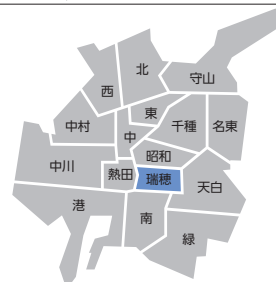 北
守山
西
東
千種
名東
中村
中
昭和
中川
熱田
瑞穂
天白
港
南
緑